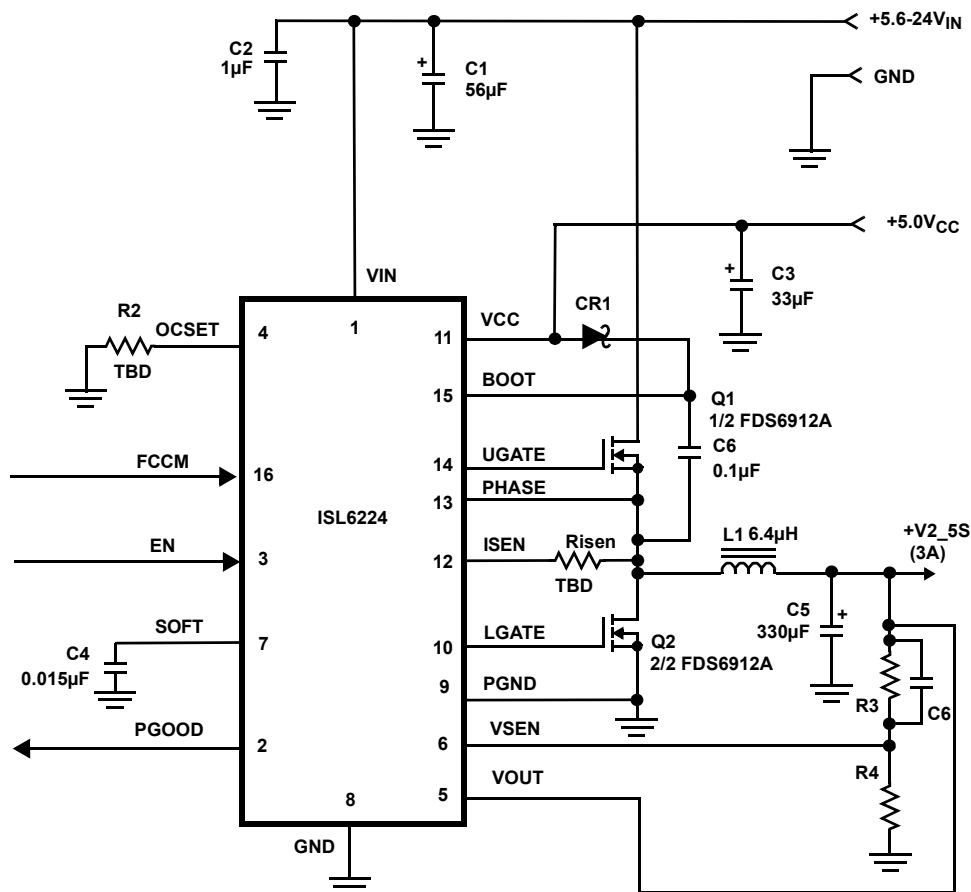 +5.6-24VIN
C2
1µF
+
C1
56µF
GND
+5.0VCC
+
C3
33µF
VIN
CR1
R2
OCSET
4
1
11
VCC
TBD
15
BOOT
Q1
1/2 FDS6912A
C6
0.1µF
FCCM
16
14
UGATE
13
PHASE
ISL6224
EN
3
12
ISEN
Risen
TBD
L1 6.4µH
+V2_5S
(3A)
SOFT
7
10
LGATE
Q2
2/2 FDS6912A
C5
330µF
+
C4
0.015µF
9
PGND
R3
C6
PGOOD
2
6
VSEN
R4
5
VOUT
8
GND